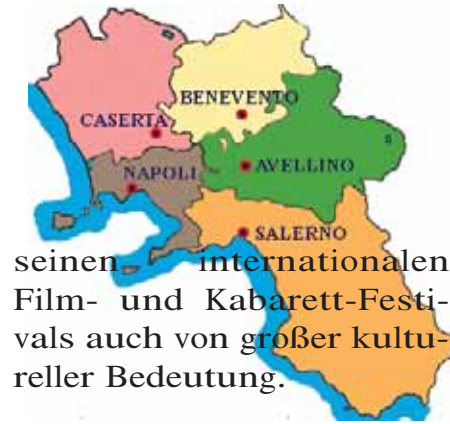 BENEVENTO
CASERTA
NAPOLI
AVELLINO
SALERNO
seinen internationalen
Film- und Kabarett-Festi-
vals auch von großer kultu-
reller Bedeutung.